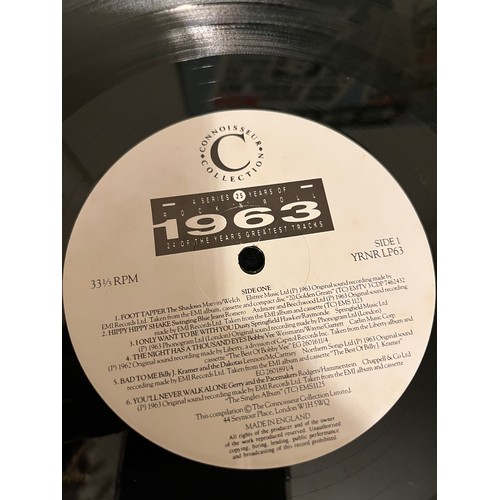 CONNOISSEUR
C
COLLECTION
A SERIES 25 YEARS OF
ROCK 'N' ROLL
1963
24 OF THE YEAR'S GREATEST TRACKS
33⅓ RPM
SIDE 1
YRNR LP63
SIDE ONE
1. FOOT TAPPER The Shadows Marvin/Welch Elstree Music Ltd (P) 1963 Original sound recording made by
EMI Records Ltd. Taken from the EMI album, cassette and compact disc "20 Golden Greats" (TC) EMTV 3 CDP 7462432
2. HIPPY HIPPY SHAKE Swinging Blue Jeans Romero Ardmore and Beechwood Ltd (P) 1963 Original sound recording
made by EMI Records Ltd. Taken from the EMI album and cassette (TC) EMS 1123
3. I ONLY WANT TO BE WITH YOU Dusty Springfield Hawker/Raymonde Springfield Music Ltd
(P) 1963 Phonogram Ltd (London) Original sound recording made by Phonogram Ltd (London)
4. THE NIGHT HAS A THOUSAND EYES Bobby Vee Weisman/Wayne/Garrett Carlin Music Corp
(P) 1962 Original sound recording made by Liberty, a division of Capitol Records Inc. Taken from the Liberty album and
cassette "The Best Of Bobby Vee" EG 2601611/4
5. BAD TO ME Billy J. Kramer and the Dakotas Lennon/McCartney Northern Songs Ltd (P) 1963 Original sound
recording made by EMI Records Ltd. Taken from the EMI album and cassette "The Best Of Billy J. Kramer"
EG 2601891/4
6. YOU'LL NEVER WALK ALONE Gerry and the Pacemakers Rodgers/Hammerstein Chappell & Co Ltd
(P) 1963 Original sound recording made by EMI Records Ltd. Taken from the EMI album and cassette
"The Singles Album" (TC) EMS1125
This compilation © The Connoisseur Collection Limited.
44 Seymour Place, London W1H 5WQ
MADE IN ENGLAND
All rights of the producer and of the owner
of the work reproduced reserved. Unauthorised
copying, hiring, lending, public performance
and broadcasting of this record prohibited.